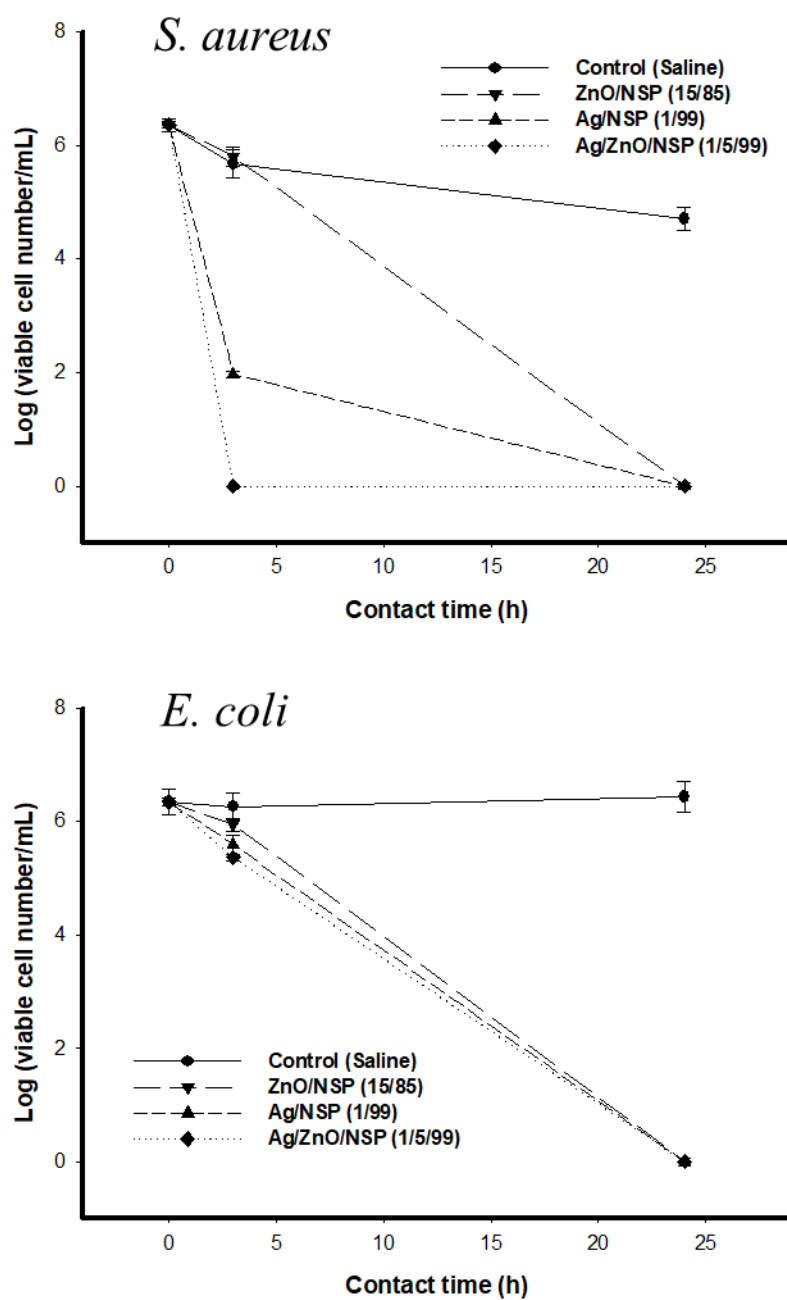 S. aureus
8
6
4
2
0
Log (viable cell number/mL)
Control (Saline)
ZnO/NSP (15/85)
Ag/NSP (1/99)
Ag/ZnO/NSP (1/5/99)
0 5 10 15 20 25
Contact time (h)
E. coli
8
6
4
2
0
Log (viable cell number/mL)
Control (Saline)
ZnO/NSP (15/85)
Ag/NSP (1/99)
Ag/ZnO/NSP (1/5/99)
0 5 10 15 20 25
Contact time (h)